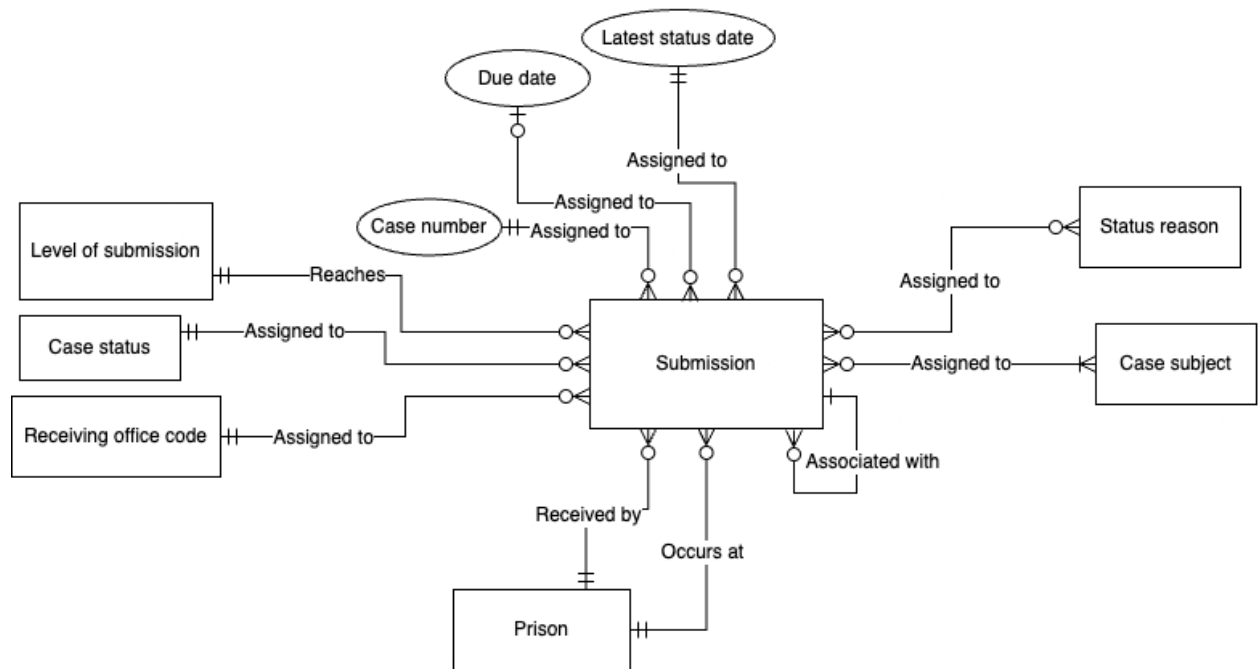 Latest status date
Due date
Assigned to
Assigned to
Case number
Assigned to
Status reason
Level of submission
Reaches
Assigned to
Case status
Assigned to
Submission
Assigned to
Case subject
Receiving office code
Assigned to
Associated with
Received by
Occurs at
Prison